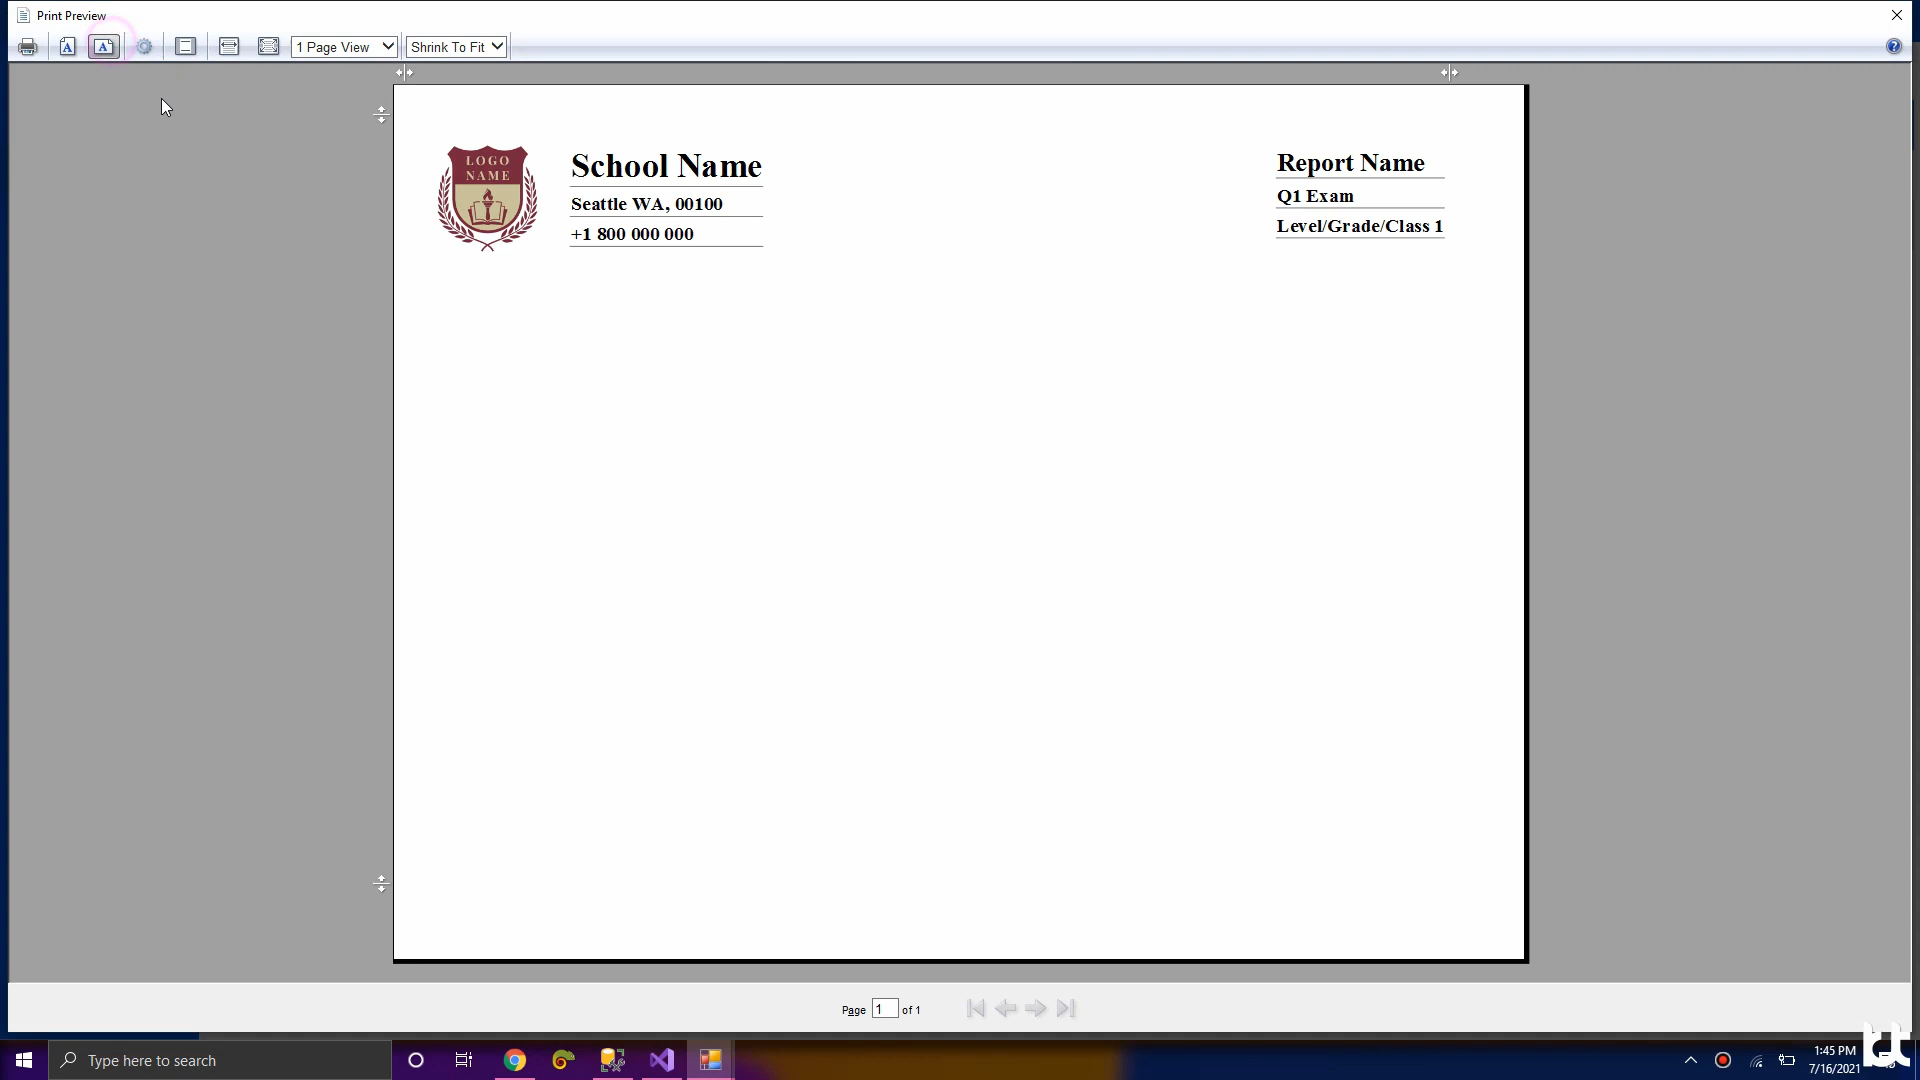 Print Preview
1 Page View
Shrink To Fit
LOGO
NAME
School Name
Seattle WA, 00100
+1 800 000 000
Report Name
Q1 Exam
Level/Grade/Class 1
Page 1 of 1
Type here to search
1:45 PM
7/16/2021